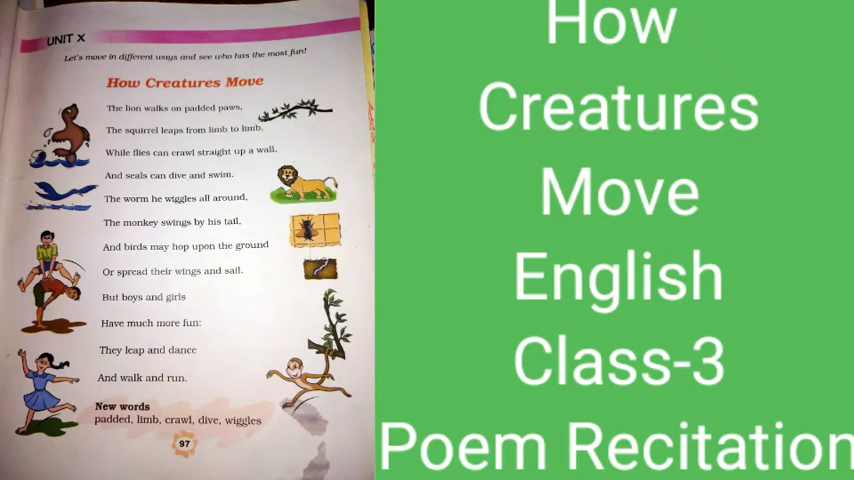 UNIT X
Let's move in different ways and see who has the most fun!
How Creatures Move
The lion walks on padded paws,
The squirrel leaps from limb to limb,
While flies can crawl straight up a wall,
And seals can dive and swim.
The worm he wiggles all around,
The monkey swings by his tail,
And birds may hop upon the ground
Or spread their wings and sail.
But boys and girls
Have much more fun:
They leap and dance
And walk and run.
New words
padded, limb, crawl, dive, wiggles
97
How
Creatures
Move
English
Class-3
Poem Recitation